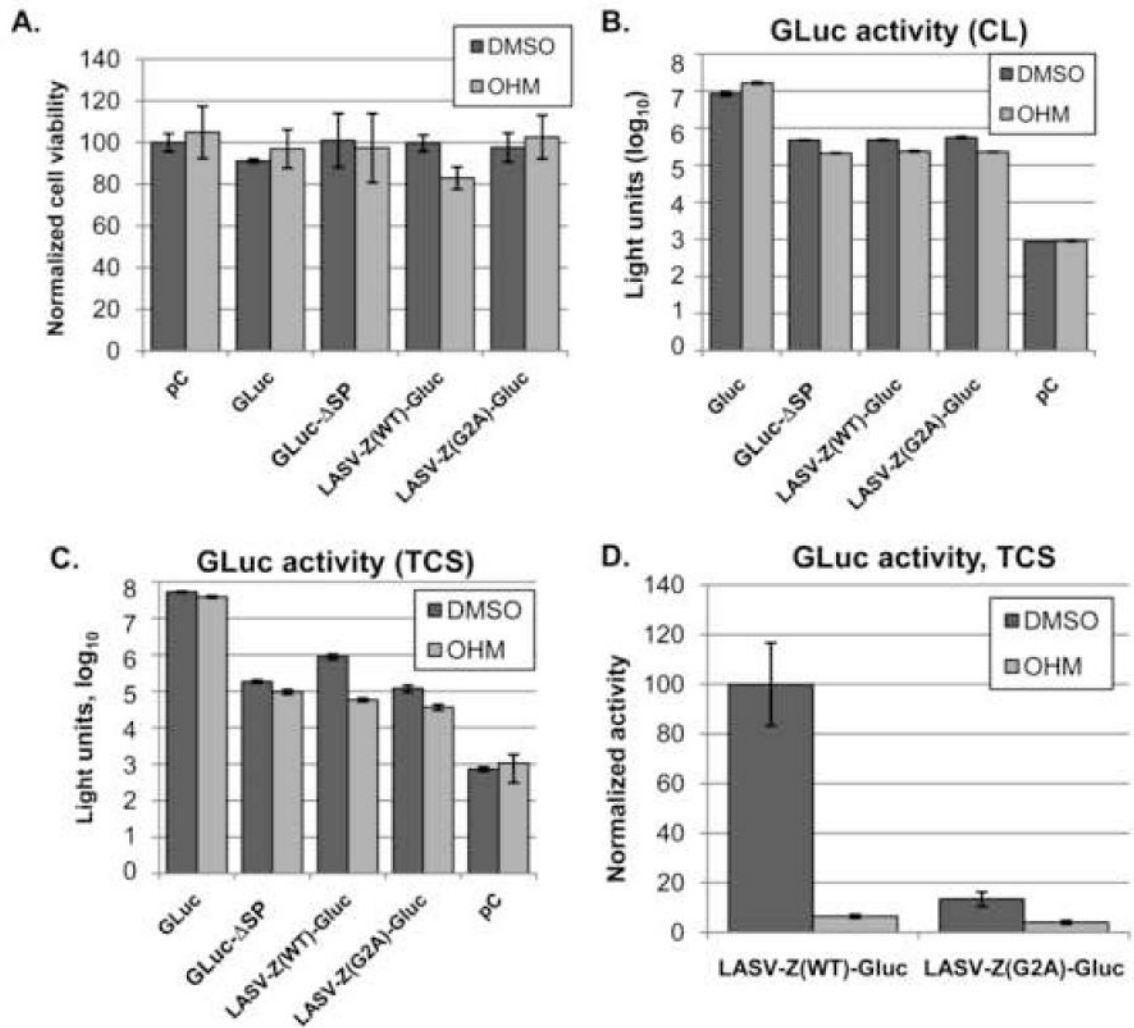 A.
Normalized cell viability
140
120
100
80
60
40
20
0
DMSO
OHM
pC
GLuc
GLuc-ΔSP
LASV-Z(WT)-Gluc
LASV-Z(G2A)-Gluc
B.
GLuc activity (CL)
Light units (log10)
8
7
6
5
4
3
2
1
0
DMSO
OHM
Gluc
GLuc-ΔSP
LASV-Z(WT)-Gluc
LASV-Z(G2A)-Gluc
pC
C.
GLuc activity (TCS)
Light units, log10
8
7
6
5
4
3
2
1
0
DMSO
OHM
GLuc
GLuc-ΔSP
LASV-Z(WT)-Gluc
LASV-Z(G2A)-Gluc
pC
D.
GLuc activity, TCS
Normalized activity
140
120
100
80
60
40
20
0
DMSO
OHM
LASV-Z(WT)-Gluc
LASV-Z(G2A)-Gluc